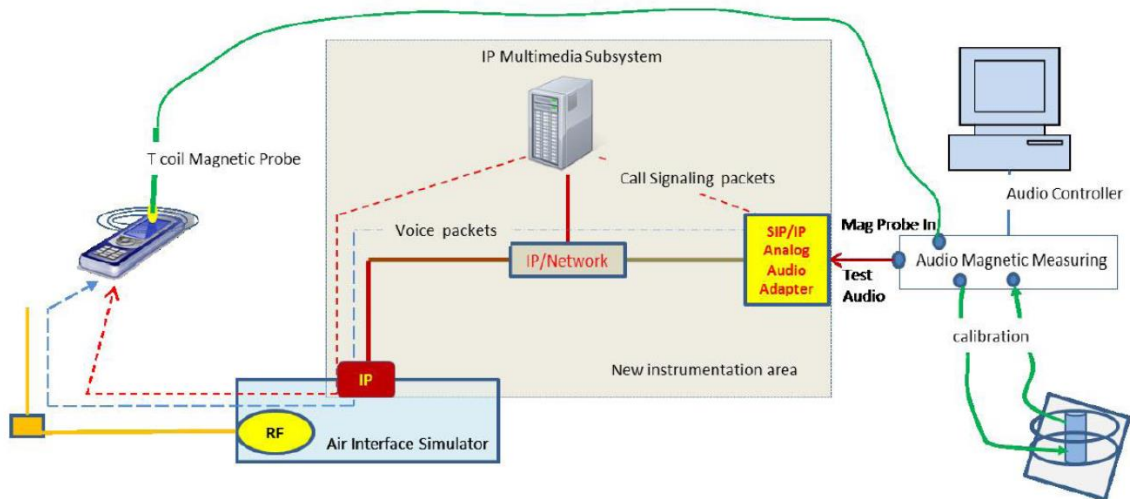 IP Multimedia Subsystem
T coil Magnetic Probe
Call Signaling packets
Audio Controller
Voice packets
IP/Network
SIP/IP
Analog
Audio
Adapter
Mag Probe In
Test
Audio
Audio Magnetic Measuring
calibration
New instrumentation area
IP
RF
Air Interface Simulator